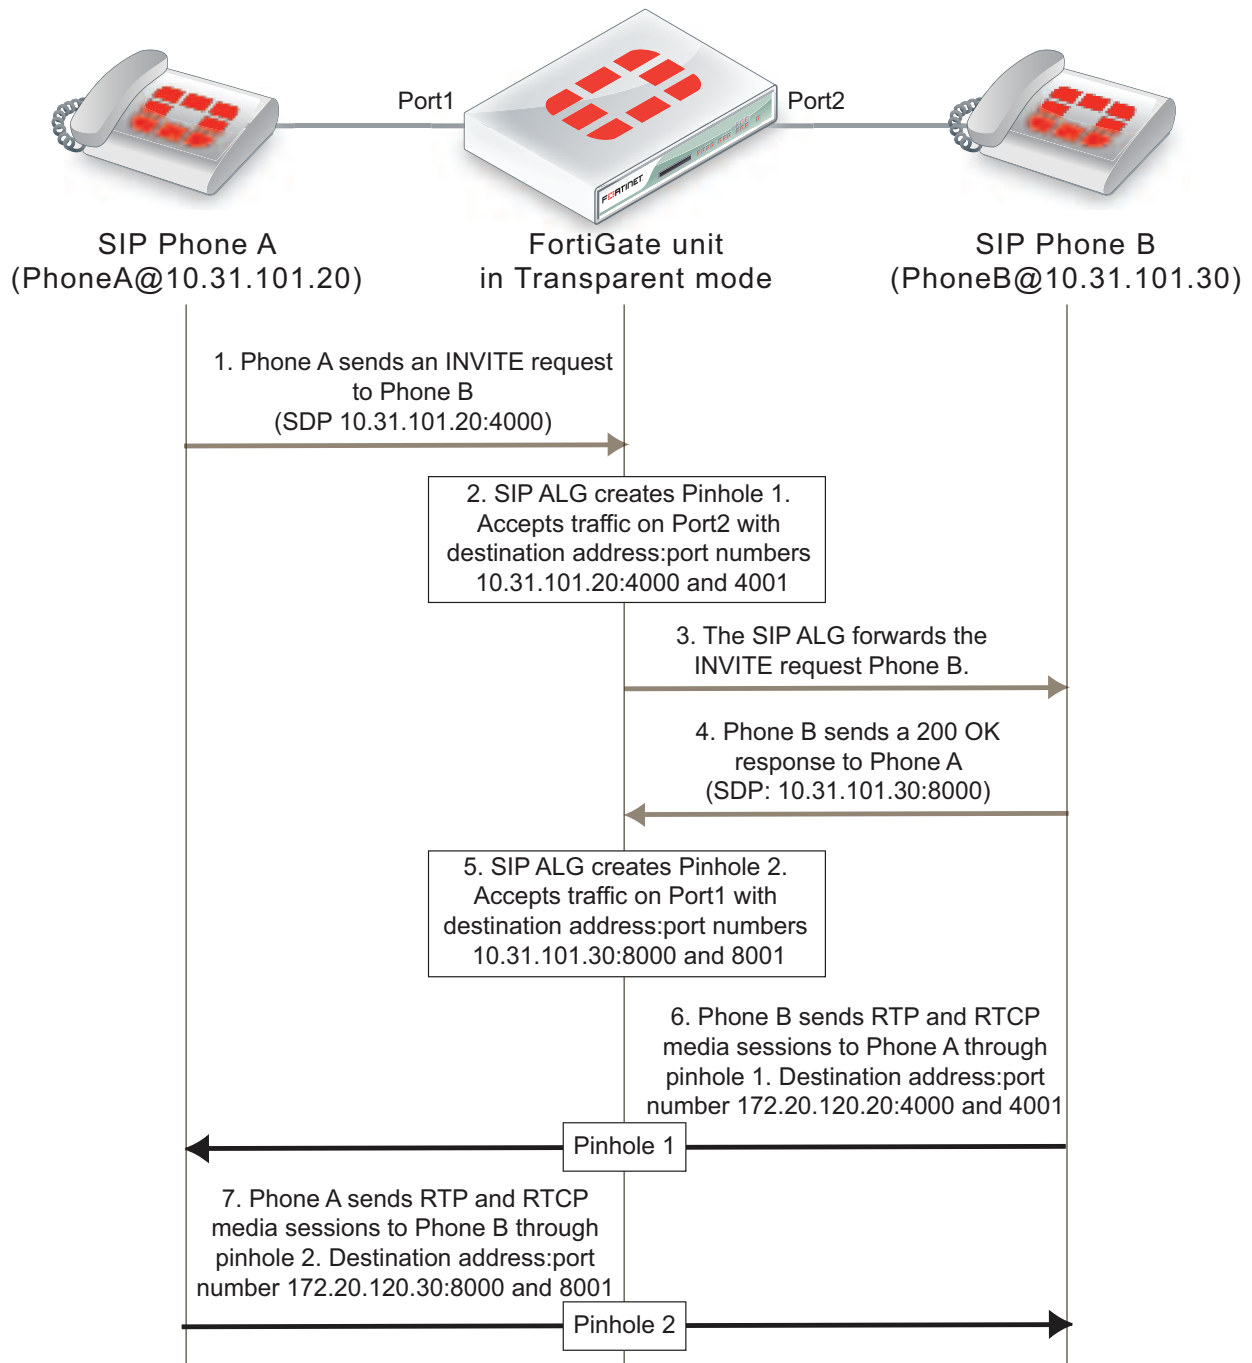 Port1
Port2
FORTINET
SIP Phone A
(PhoneA@10.31.101.20)
FortiGate unit
in Transparent mode
SIP Phone B
(PhoneB@10.31.101.30)
1. Phone A sends an INVITE request
to Phone B
(SDP 10.31.101.20:4000)
2. SIP ALG creates Pinhole 1.
Accepts traffic on Port2 with
destination address:port numbers
10.31.101.20:4000 and 4001
3. The SIP ALG forwards the
INVITE request Phone B.
4. Phone B sends a 200 OK
response to Phone A
(SDP: 10.31.101.30:8000)
5. SIP ALG creates Pinhole 2.
Accepts traffic on Port1 with
destination address:port numbers
10.31.101.30:8000 and 8001
6. Phone B sends RTP and RTCP
media sessions to Phone A through
pinhole 1. Destination address:port
number 172.20.120.20:4000 and 4001
Pinhole 1
7. Phone A sends RTP and RTCP
media sessions to Phone B through
pinhole 2. Destination address:port
number 172.20.120.30:8000 and 8001
Pinhole 2